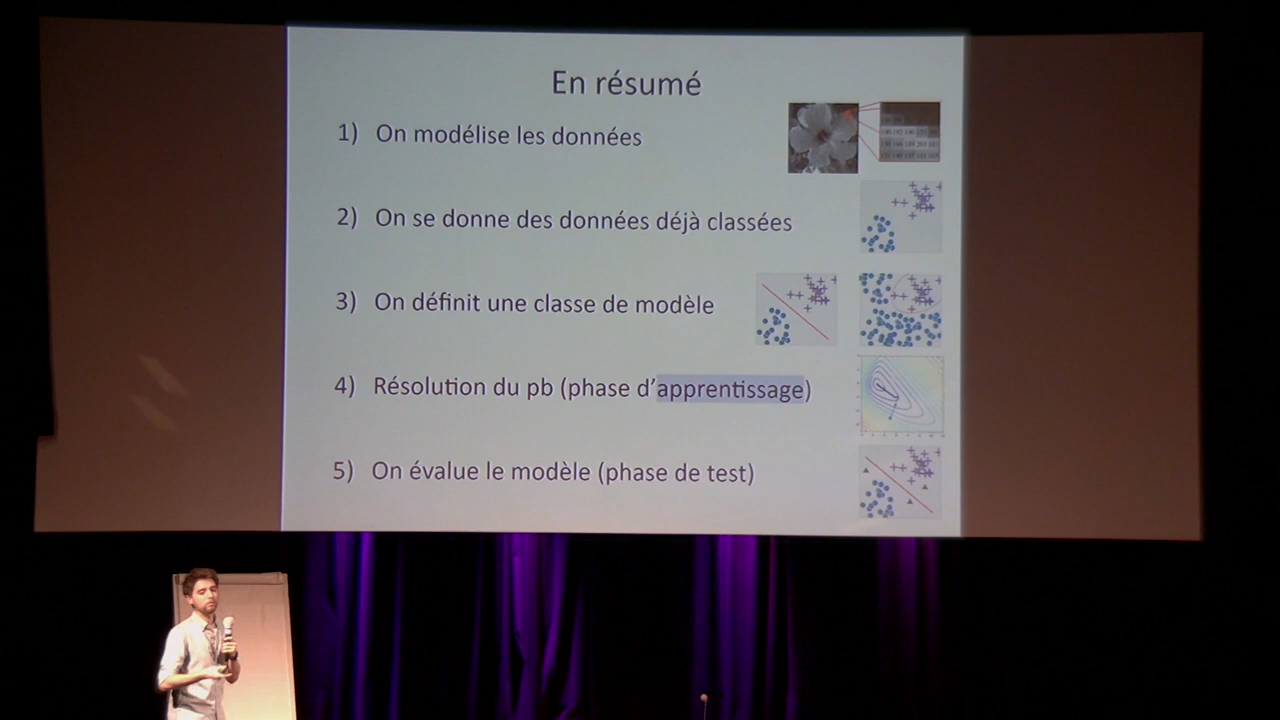 En résumé
1) On modélise les données
2) On se donne des données déjà classées
3) On définit une classe de modèle
4) Résolution du pb (phase d’apprentissage)
5) On évalue le modèle (phase de test)